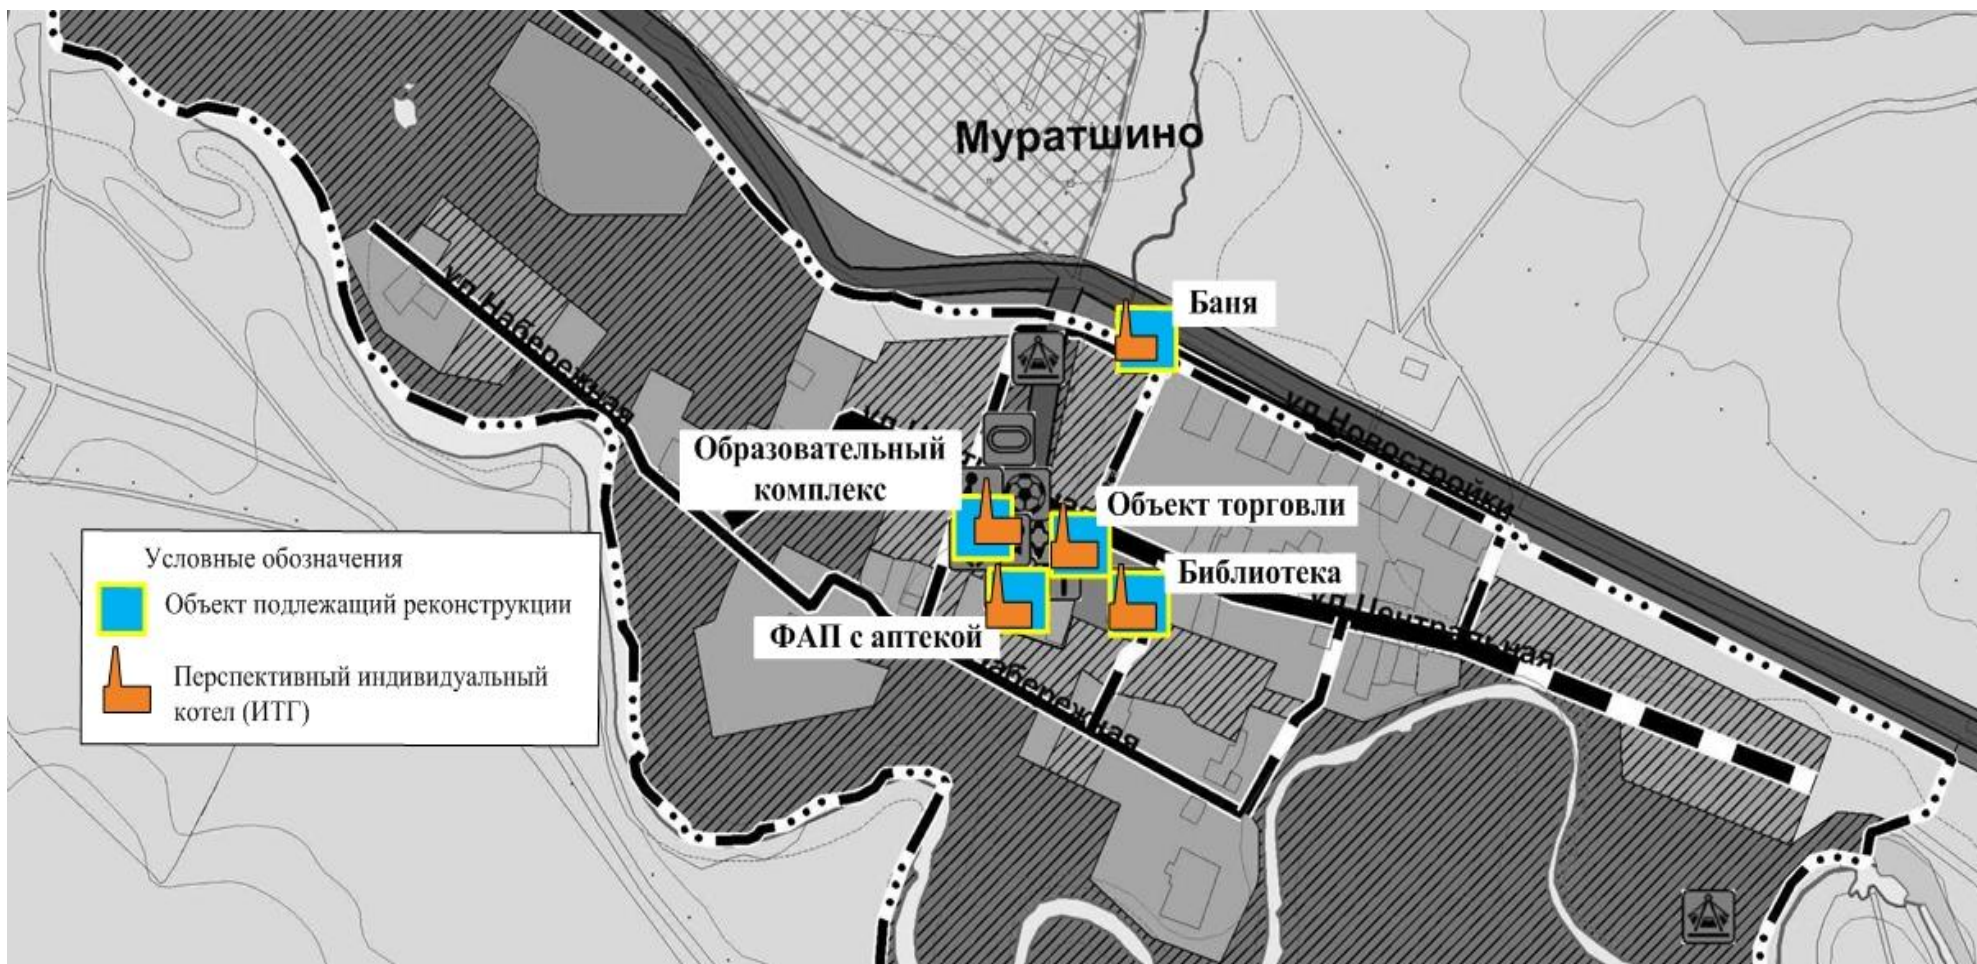 Муратшино
Баня
ул Набережная
ул Новостройки
Образовательный
комплекс
Объект торговли
Библиотека
ул Центральная
ФАП с аптекой
Набережная
Условные обозначения
Объект подлежащий реконструкции
Перспективный индивидуальный
котел (ИТГ)